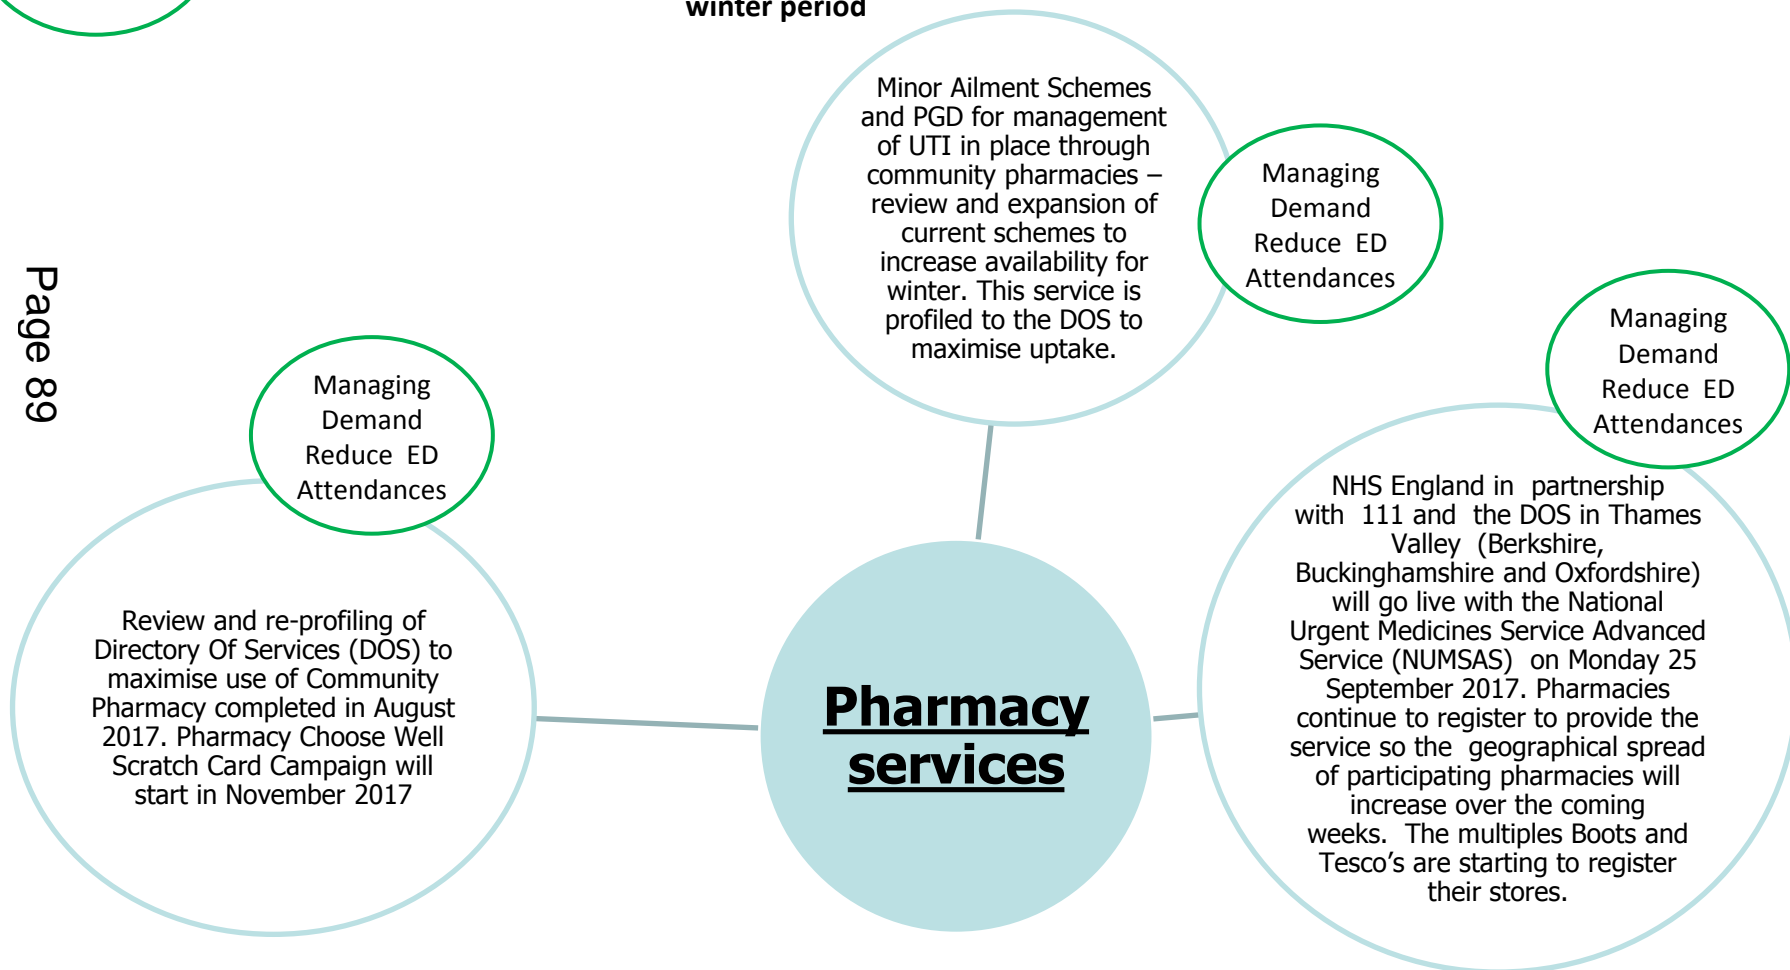 winter period
Minor Ailment Schemes
and PGD for management
of UTI in place through
community pharmacies –
review and expansion of
current schemes to
increase availability for
winter. This service is
profiled to the DOS to
maximise uptake.
Managing
Demand
Reduce ED
Attendances
Managing
Demand
Reduce ED
Attendances
NHS England in partnership
with 111 and the DOS in Thames
Valley (Berkshire,
Buckinghamshire and Oxfordshire)
will go live with the National
Urgent Medicines Service Advanced
Service (NUMSAS) on Monday 25
September 2017. Pharmacies
continue to register to provide the
service so the geographical spread
of participating pharmacies will
increase over the coming
weeks. The multiples Boots and
Tesco’s are starting to register
their stores.
Managing
Demand
Reduce ED
Attendances
Review and re-profiling of
Directory Of Services (DOS) to
maximise use of Community
Pharmacy completed in August
2017. Pharmacy Choose Well
Scratch Card Campaign will
start in November 2017
Pharmacy
services
Page 89